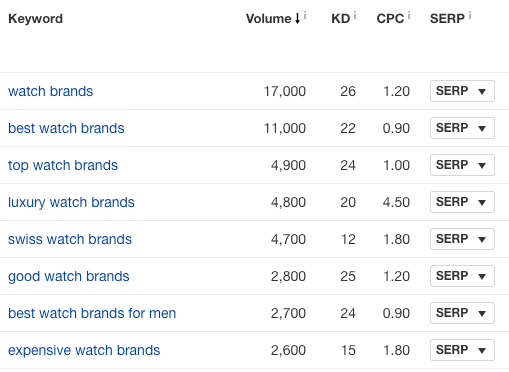 Keyword Volume ↓ i KD i CPC i SERP i
watch brands 17,000 26 1.20 SERP ▼
best watch brands 11,000 22 0.90 SERP ▼
top watch brands 4,900 24 1.00 SERP ▼
luxury watch brands 4,800 20 4.50 SERP ▼
swiss watch brands 4,700 12 1.80 SERP ▼
good watch brands 2,800 25 1.20 SERP ▼
best watch brands for men 2,700 24 0.90 SERP ▼
expensive watch brands 2,600 15 1.80 SERP ▼